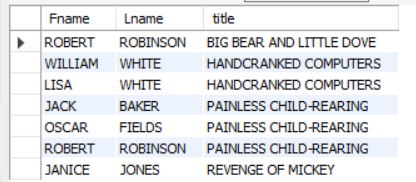 Fname Lname title
ROBERT ROBINSON BIG BEAR AND LITTLE DOVE
WILLIAM WHITE HANDCRANKED COMPUTERS
LISA WHITE HANDCRANKED COMPUTERS
JACK BAKER PAINLESS CHILD-REARING
OSCAR FIELDS PAINLESS CHILD-REARING
ROBERT ROBINSON PAINLESS CHILD-REARING
JANICE JONES REVENGE OF MICKEY